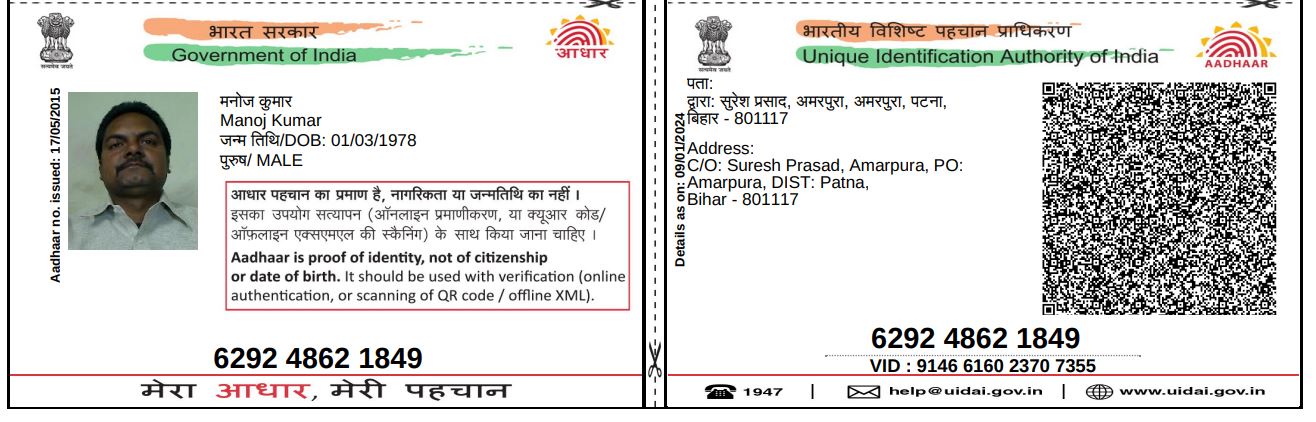 भारत सरकार
Government of India
आधार
Aadhaar no. issued: 17/05/2015
मनोज कुमार
Manoj Kumar
जन्म तिथि/DOB: 01/03/1978
पुरुष/ MALE
आधार पहचान का प्रमाण है, नागरिकता या जन्मतिथि का नहीं ।
इसका उपयोग सत्यापन (ऑनलाइन प्रमाणीकरण, या क्यूआर कोड/
ऑफ़लाइन एक्सएमएल की स्कैनिंग) के साथ किया जाना चाहिए ।
Aadhaar is proof of identity, not of citizenship
or date of birth. It should be used with verification (online
authentication, or scanning of QR code / offline XML).
6292 4862 1849
मेरा आधार, मेरी पहचान
भारतीय विशिष्ट पहचान प्राधिकरण
Unique Identification Authority of India
AADHAAR
Details as on: 09/01/2024
पता:
द्वारा: सुरेश प्रसाद, अमरपुरा, अमरपुरा, पटना,
बिहार - 801117
Address:
C/O: Suresh Prasad, Amarpura, PO:
Amarpura, DIST: Patna,
Bihar - 801117
6292 4862 1849
VID : 9146 6160 2370 7355
1947 | help@uidai.gov.in | www.uidai.gov.in